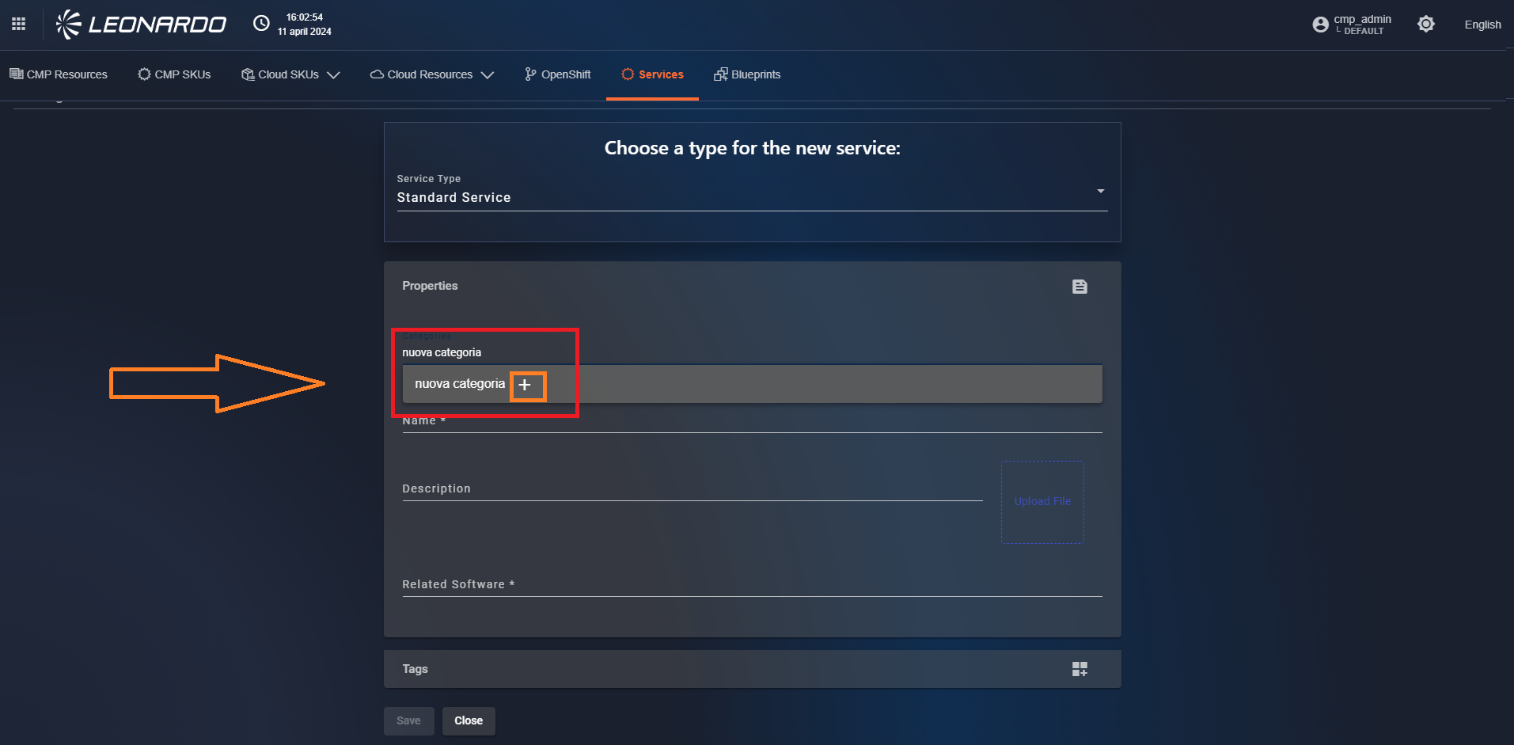 LEONARDO
16:02:54
11 april 2024
cmp_admin
DEFAULT
English
CMP Resources
CMP SKUs
Cloud SKUs
Cloud Resources
OpenShift
Services
Blueprints
Choose a type for the new service:
Service Type
Standard Service
Properties
Categories
nuova categoria
nuova categoria +
Name *
Description
Upload File
Related Software *
Tags
Save
Close